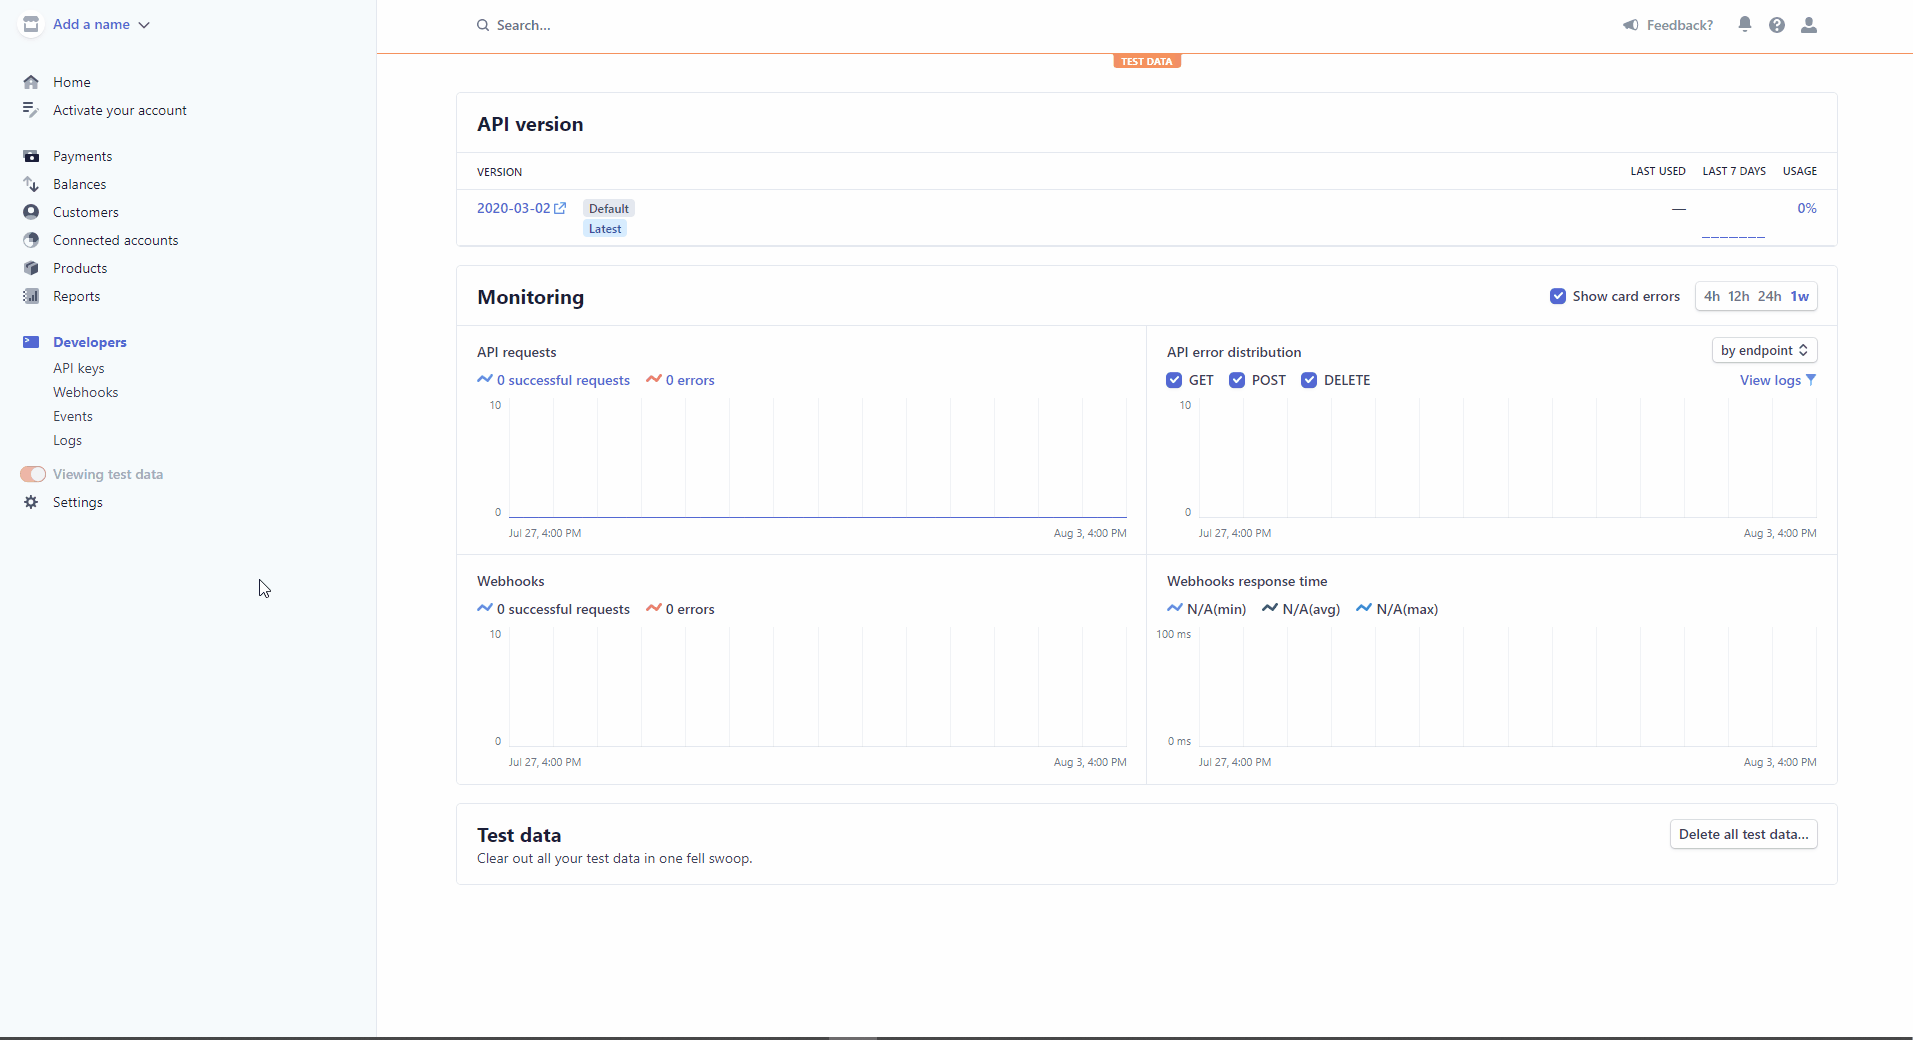 Add a name
Search...
Feedback?
TEST DATA
Home
Activate your account
Payments
Balances
Customers
Connected accounts
Products
Reports
Developers
API keys
Webhooks
Events
Logs
Viewing test data
Settings
API version
VERSION LAST USED LAST 7 DAYS USAGE
2020-03-02 Default — 0%
Latest
Monitoring
Show card errors 4h 12h 24h 1w
API requests
0 successful requests 0 errors
10
0
Jul 27, 4:00 PM Aug 3, 4:00 PM
API error distribution by endpoint
GET POST DELETE View logs
10
0
Jul 27, 4:00 PM Aug 3, 4:00 PM
Webhooks
0 successful requests 0 errors
10
0
Jul 27, 4:00 PM Aug 3, 4:00 PM
Webhooks response time
N/A(min) N/A(avg) N/A(max)
100 ms
0 ms
Jul 27, 4:00 PM Aug 3, 4:00 PM
Test data
Clear out all your test data in one fell swoop.
Delete all test data...